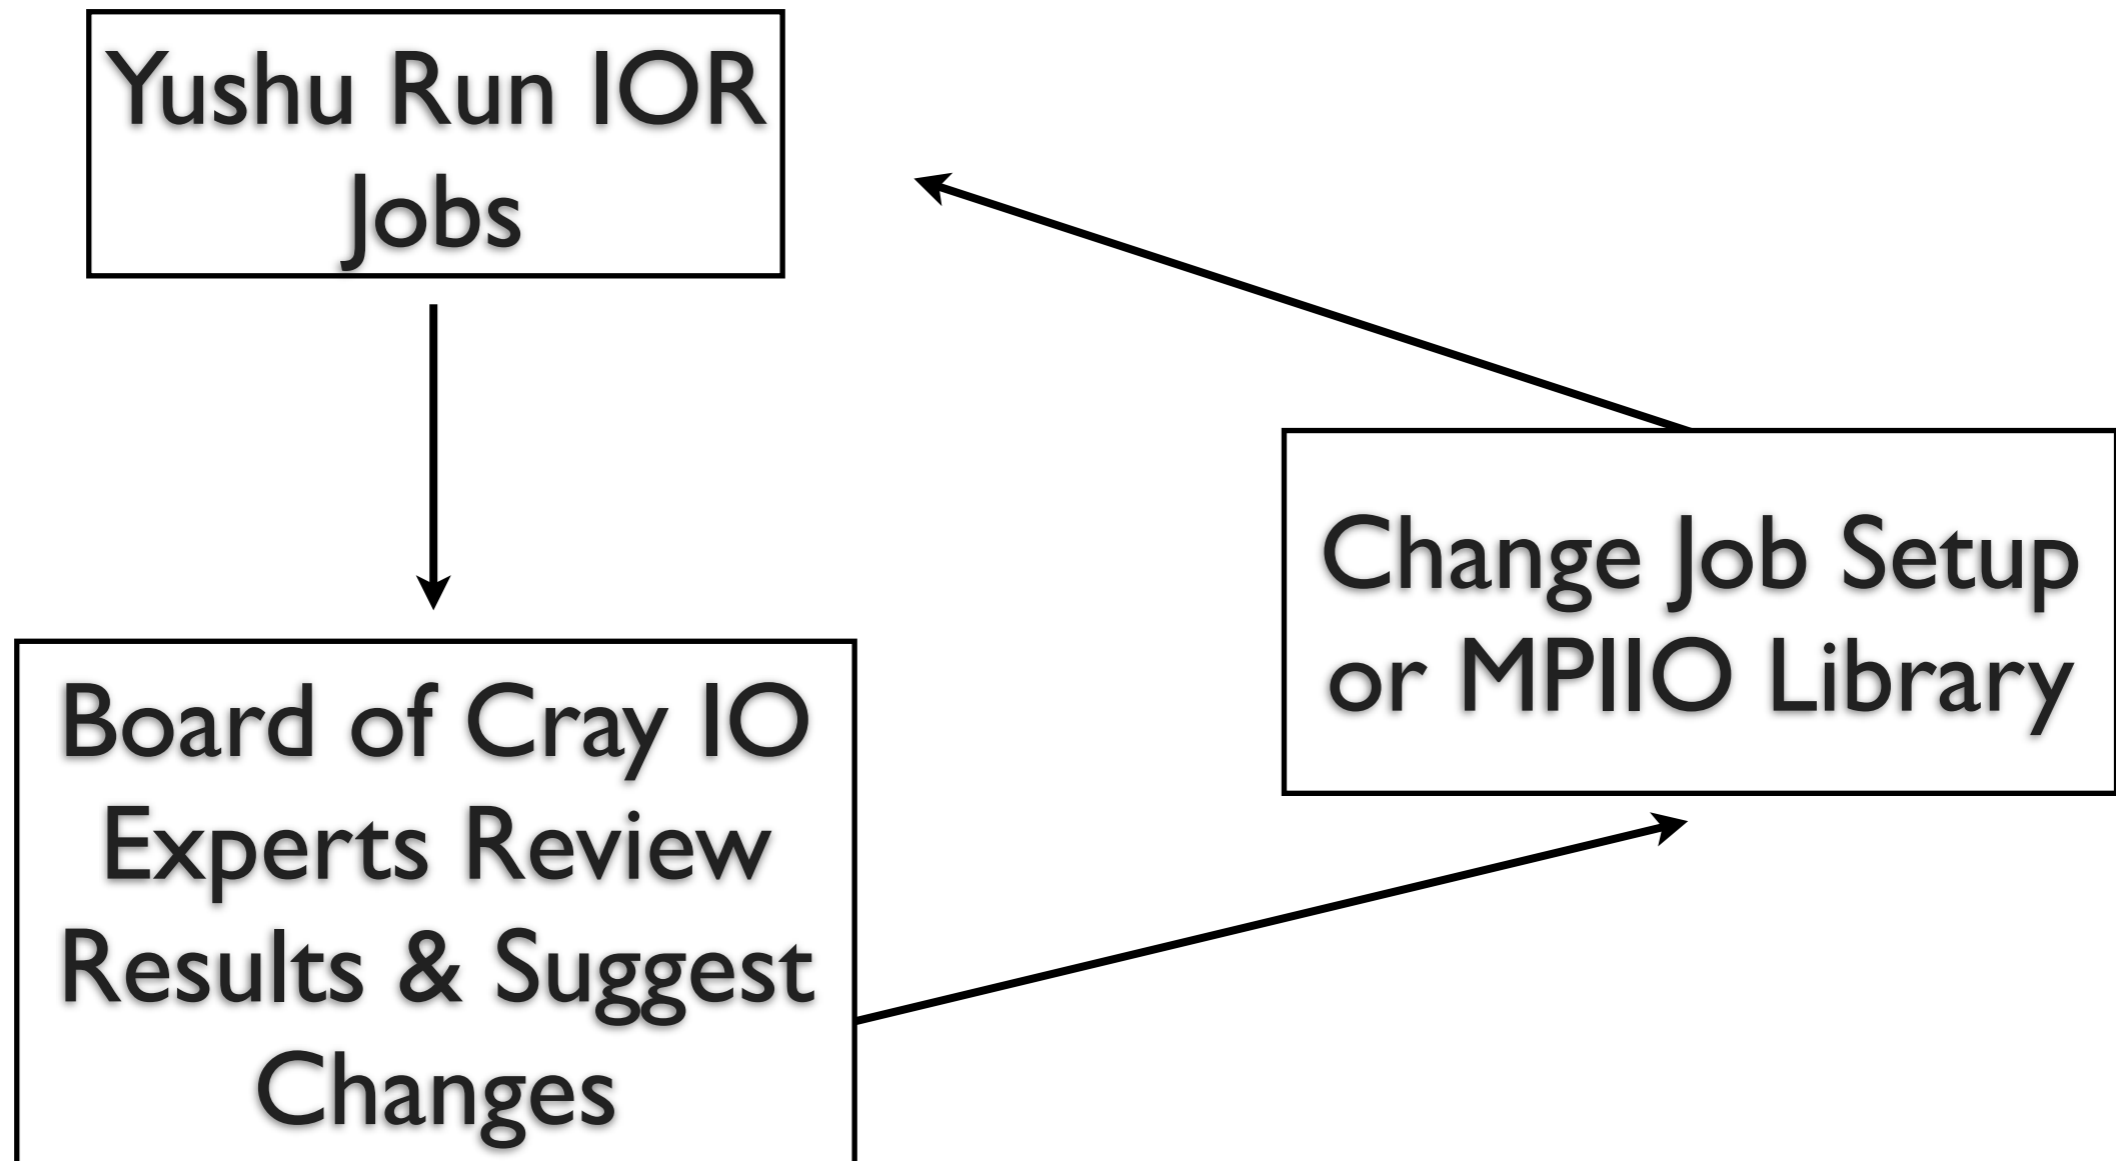 Yushu Run IOR
Jobs
Change Job Setup
or MPIIO Library
Board of Cray IO
Experts Review
Results & Suggest
Changes